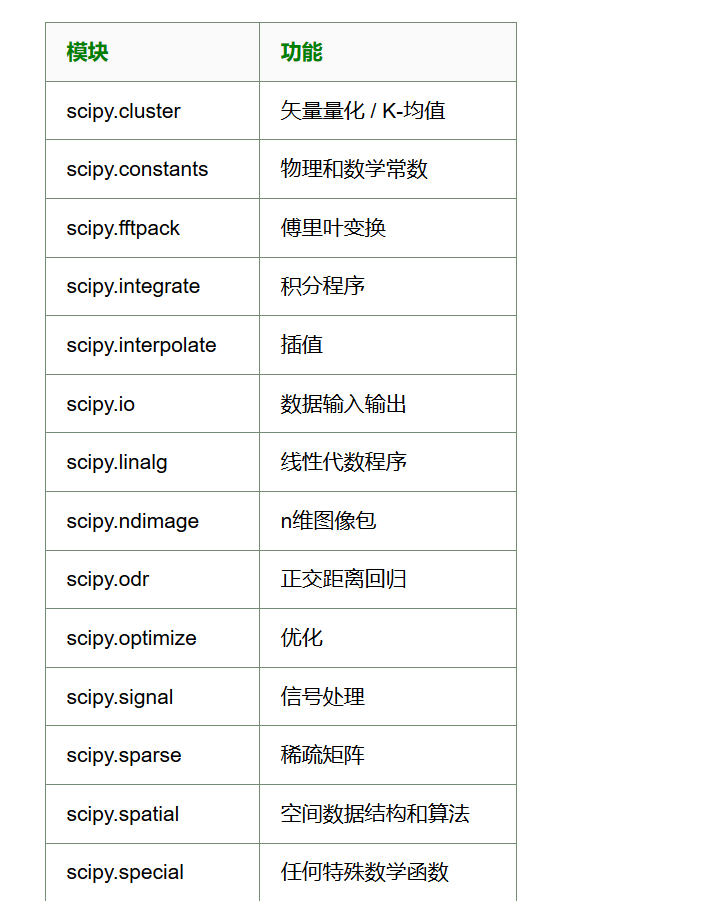 模块 功能
scipy.cluster 矢量量化 / K-均值
scipy.constants 物理和数学常数
scipy.fftpack 傅里叶变换
scipy.integrate 积分程序
scipy.interpolate 插值
scipy.io 数据输入输出
scipy.linalg 线性代数程序
scipy.ndimage n维图像包
scipy.odr 正交距离回归
scipy.optimize 优化
scipy.signal 信号处理
scipy.sparse 稀疏矩阵
scipy.spatial 空间数据结构和算法
scipy.special 任何特殊数学函数